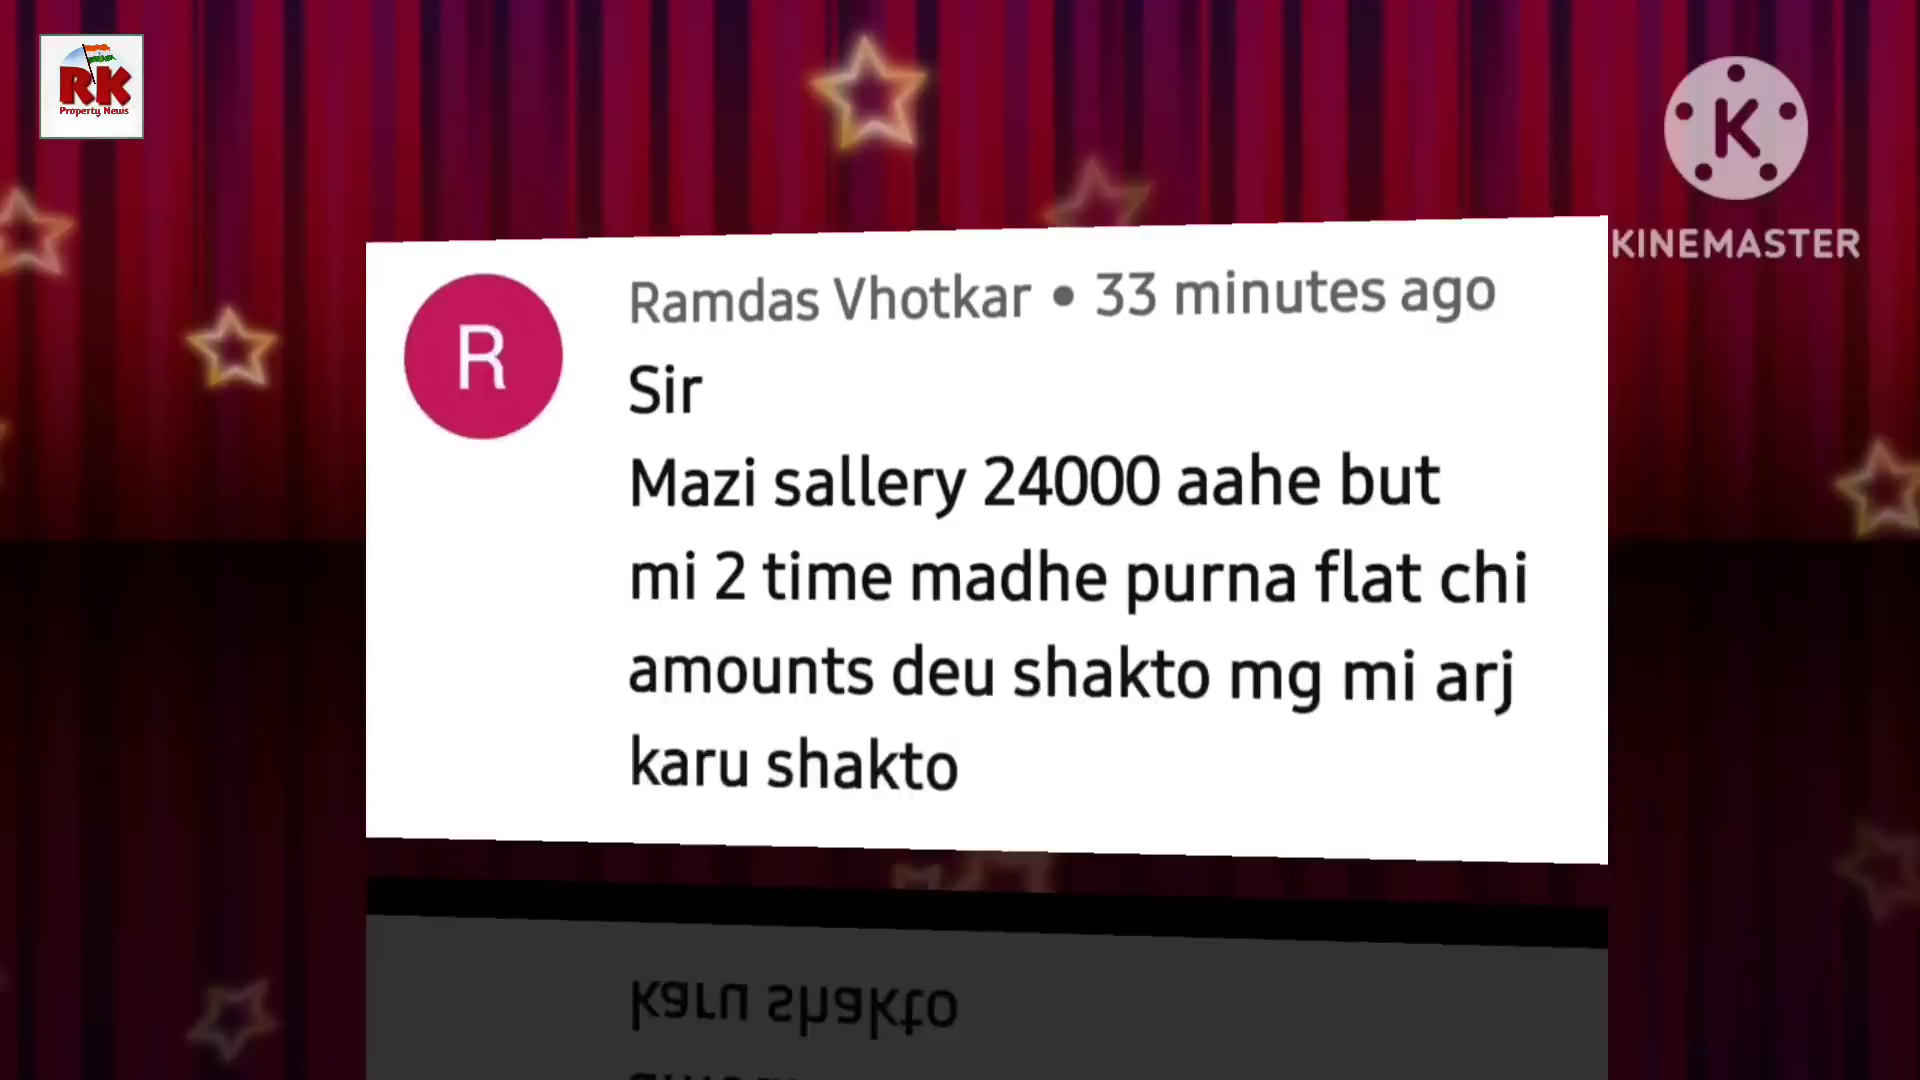 RK
Property News
K
KINEMASTER
R
Ramdas Vhotkar • 33 minutes ago
Sir
Mazi sallery 24000 aahe but
mi 2 time madhe purna flat chi
amounts deu shakto mg mi arj
karu shakto
karu shakto